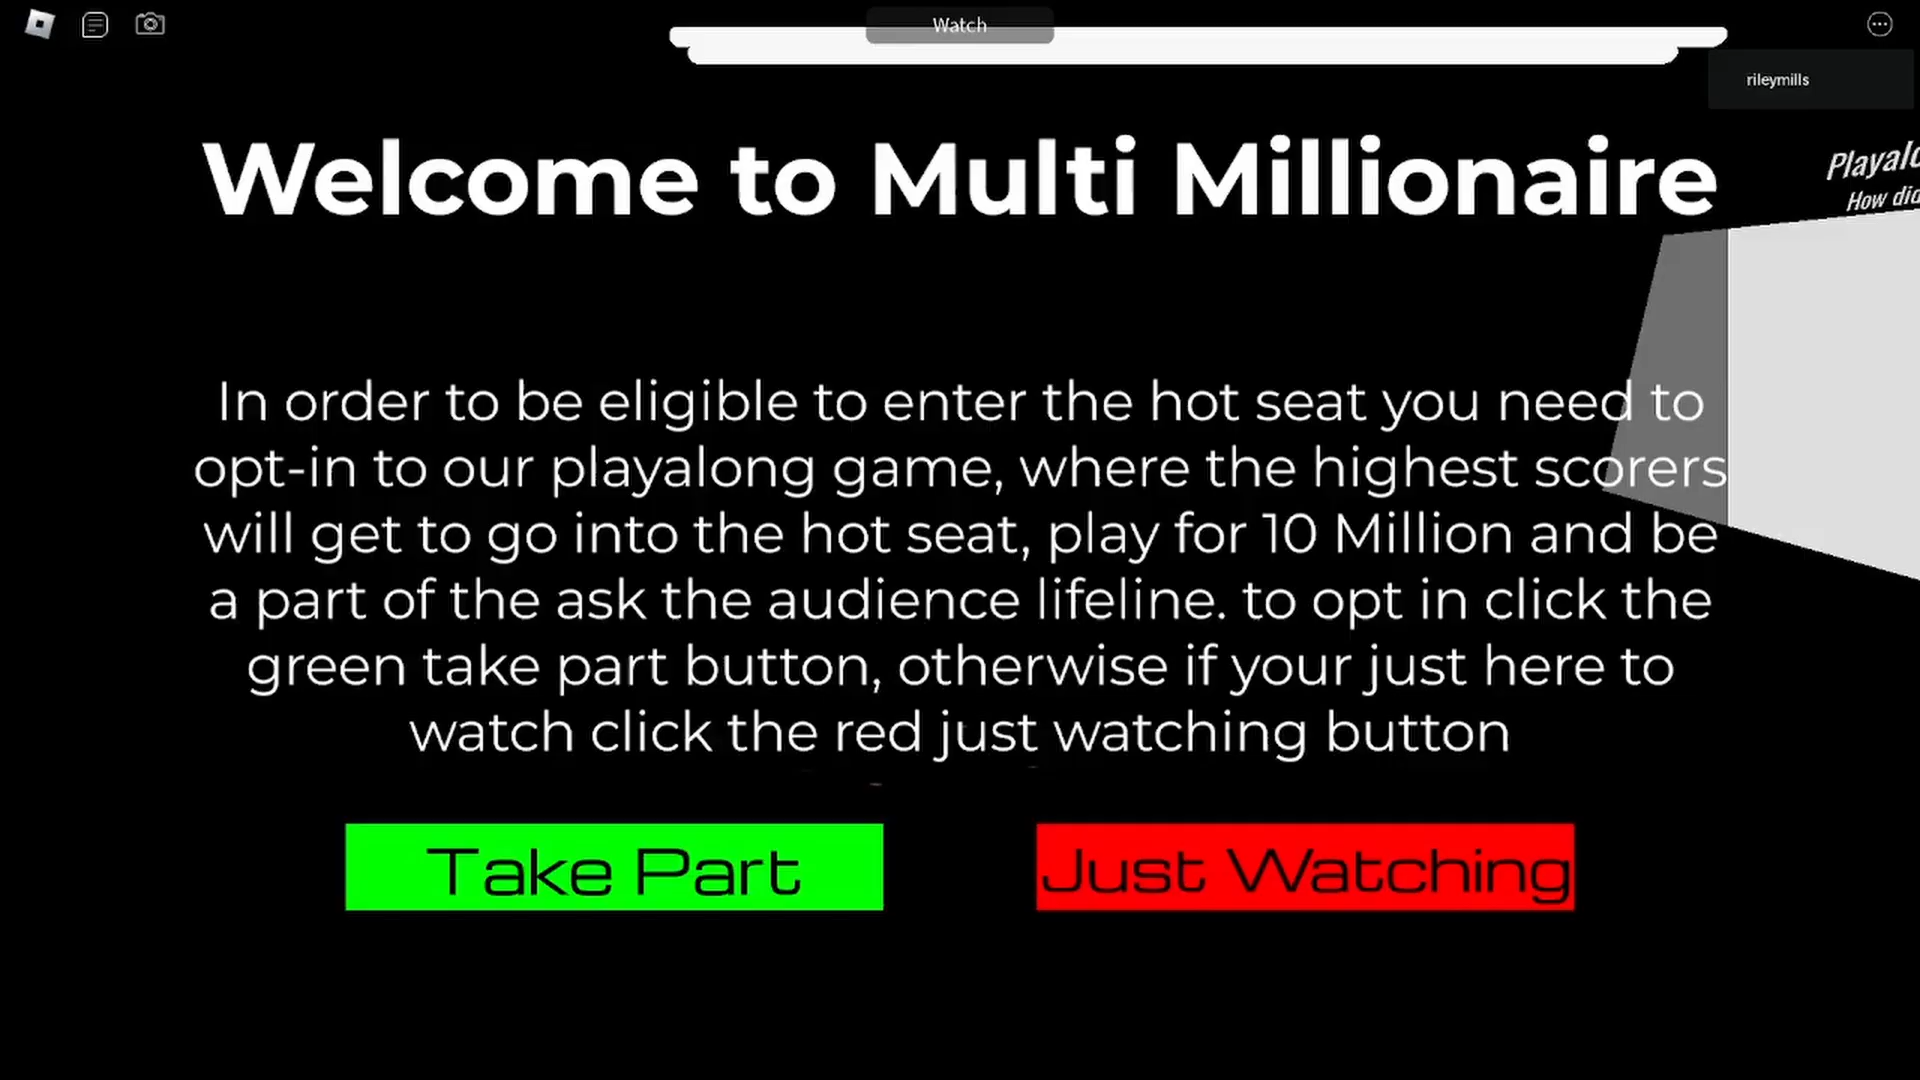 Watch
rileymills
Welcome to Multi Millionaire
How did
In order to be eligible to enter the hot seat you need to
opt-in to our playalong game, where the highest scorers
will get to go into the hot seat, play for 10 Million and be
a part of the ask the audience lifeline. to opt in click the
green take part button, otherwise if your just here to
watch click the red just watching button
Take Part
Just Watching